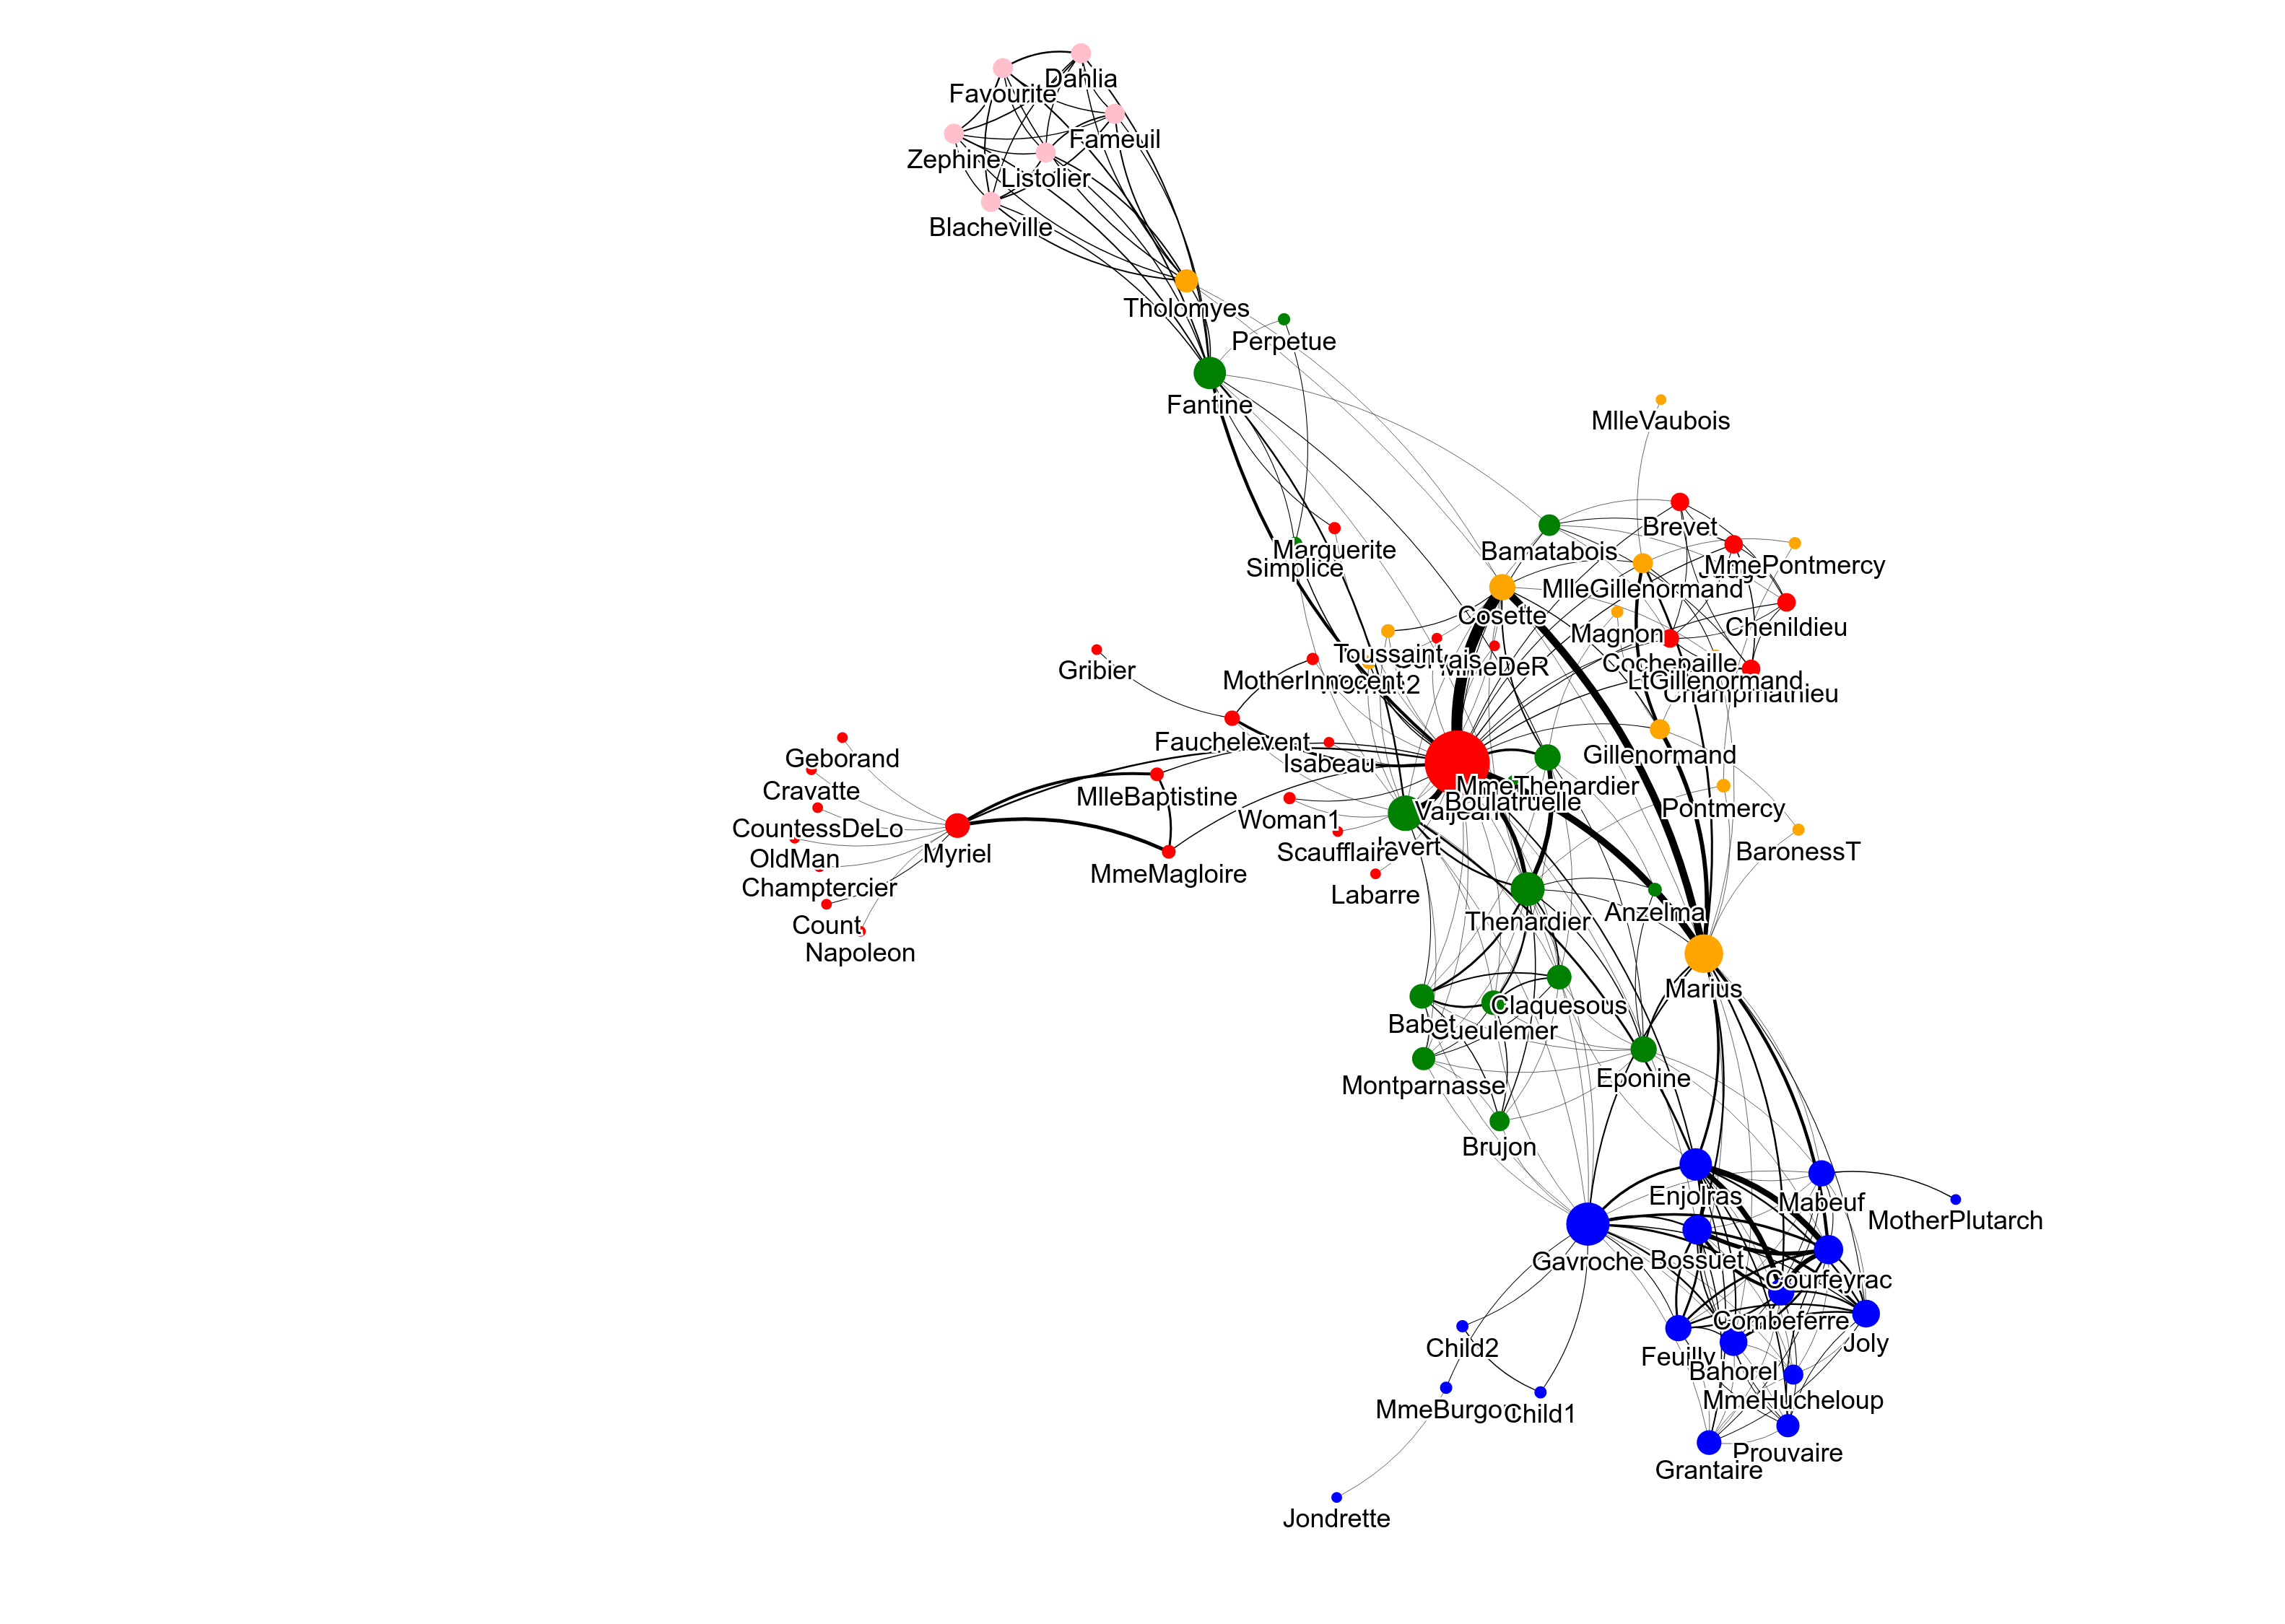 Dahlia
Favourite
Fameuil
Zephine
Listolier
Blacheville
Tholomyes
Perpetue
Fantine
MlleVaubois
Brevet
Marguerite
Bamatabois
MmePontmercy
Simplice
MlleGillenormand
Cosette
Chenildieu
Magnon
Toussaint
MmeDeR
Cochepaille
Gribier
MotherInnocent
LtGillenormand
Champmathieu
Fauchelevent
Gillenormand
Geborand
Isabeau
MmeThenardier
Cravatte
MlleBaptistine
Boulatruelle
Valjean
Pontmercy
Woman1
CountessDeLo
Javert
Scaufflaire
BaronessT
Myriel
OldMan
MmeMagloire
Champtercier
Labarre
Anzelma
Thenardier
Count
Napoleon
Marius
Claquesous
Babet
Gueulemer
Eponine
Montparnasse
Brujon
Enjolras
Mabeuf
MotherPlutarch
Gavroche
Bossuet
Courfeyrac
Combeferre
Joly
Child2
Feuilly
Bahorel
MmeHucheloup
MmeBurgon
Child1
Prouvaire
Grantaire
Jondrette